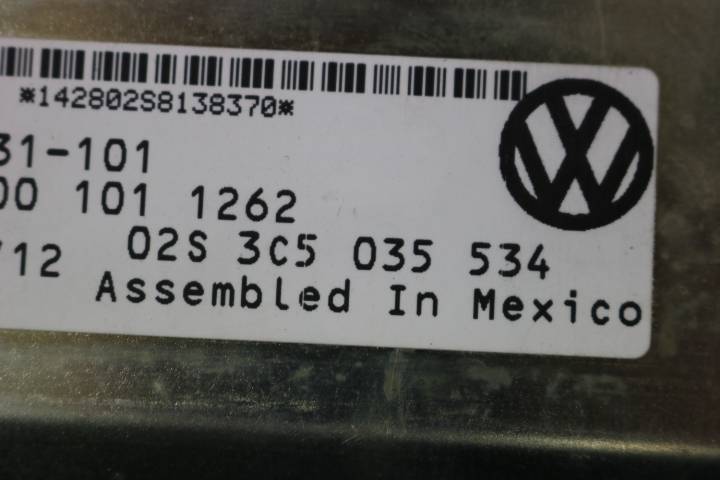 *142802S8138370*
31-101
00 101 1262
712 02S 3C5 035 534
Assembled In Mexico